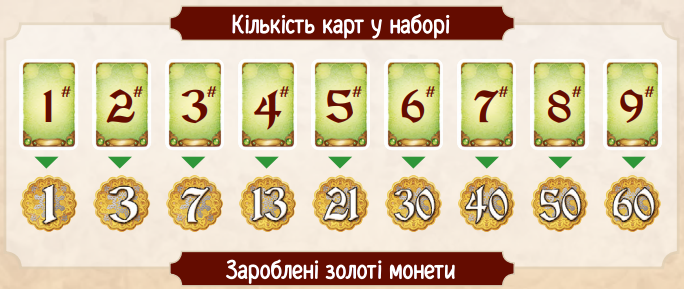 Кількість карт у наборі
1# 2# 3# 4# 5# 6# 7# 8# 9#
1 3 7 13 21 30 40 50 60
Зароблені золоті монети